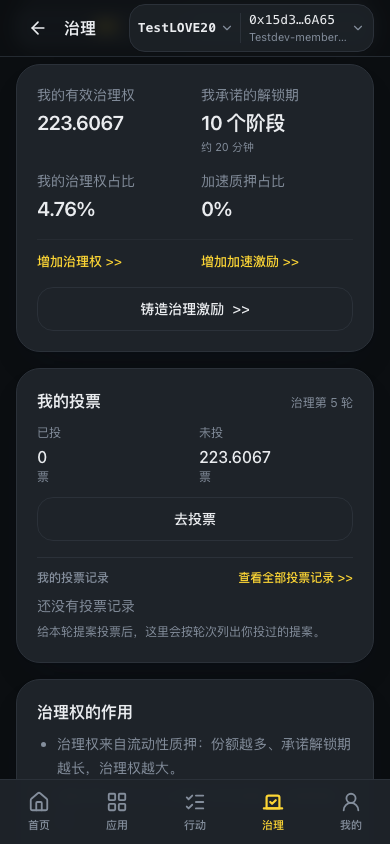 治理
TestLOVE20
0x15d3…6A65
Testdev-member…
我的有效治理权
我承诺的解锁期
223.6067
10 个阶段
约 20 分钟
我的治理权占比
加速质押占比
4.76%
0%
增加治理权 >>
增加加速激励 >>
铸造治理激励 >>
我的投票
治理第 5 轮
已投
未投
0
223.6067
票
票
去投票
我的投票记录
查看全部投票记录 >>
还没有投票记录
给本轮提案投票后，这里会按轮次列出你投过的提案。
治理权的作用
• 治理权来自流动性质押：份额越多、承诺解锁期
越长，治理权越大。
首页
应用
行动
治理
我的